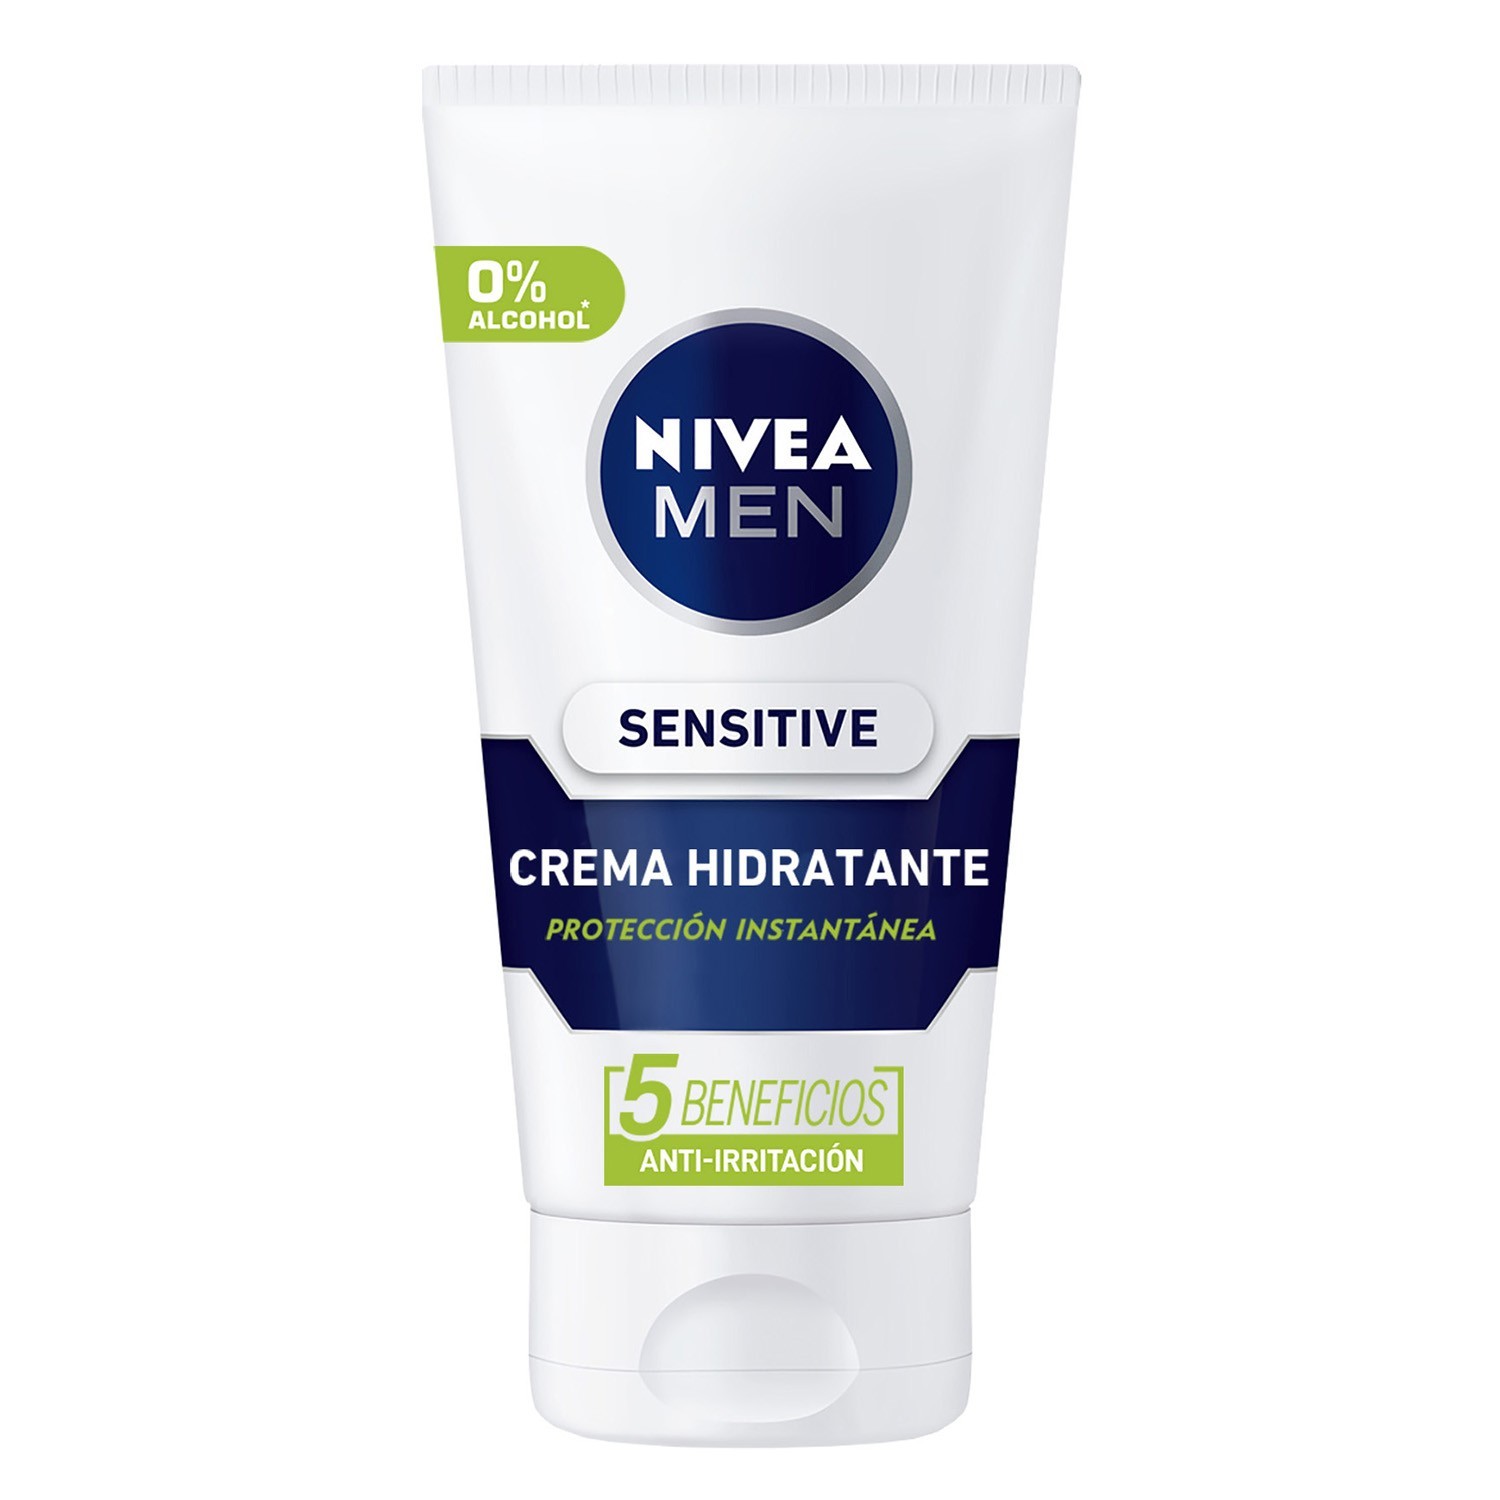 0%
ALCOHOL*
NIVEA
MEN
SENSITIVE
CREMA HIDRATANTE
PROTECCIÓN INSTANTÁNEA
5 BENEFICIOS
ANTI-IRRITACIÓN